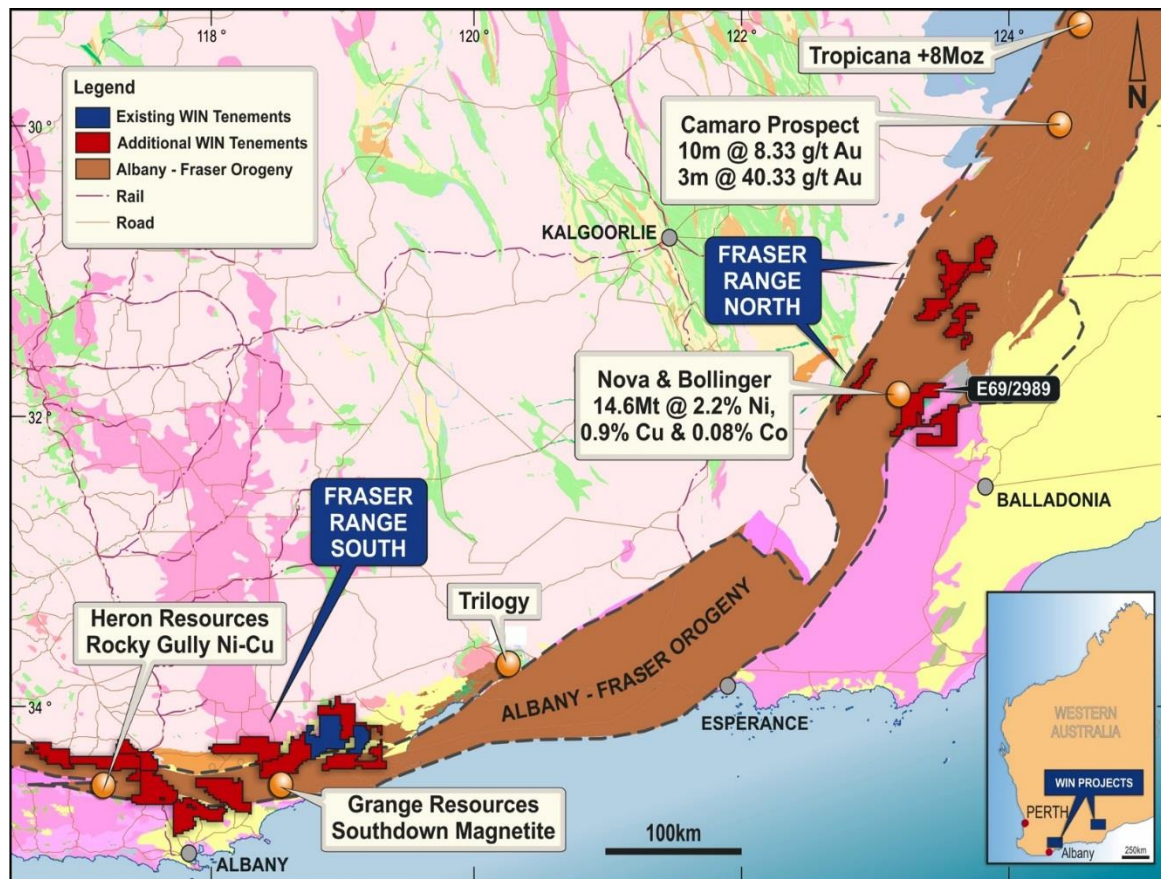 118 °
120 °
122 °
124 °
Tropicana +8Moz
N
Legend
Existing WIN Tenements
Additional WIN Tenements
Albany - Fraser Orogeny
Rail
Road
30 °
Camaro Prospect
10m @ 8.33 g/t Au
3m @ 40.33 g/t Au
KALGOORLIE
FRASER
RANGE
NORTH
Nova & Bollinger
14.6Mt @ 2.2% Ni,
0.9% Cu & 0.08% Co
E69/2989
32 °
BALLADONIA
FRASER
RANGE
SOUTH
Trilogy
Heron Resources
Rocky Gully Ni-Cu
ALBANY - FRASER OROGENY
34 °
ESPERANCE
Grange Resources
Southdown Magnetite
ALBANY
100km
WESTERN
AUSTRALIA
WIN PROJECTS
PERTH
Albany
250km